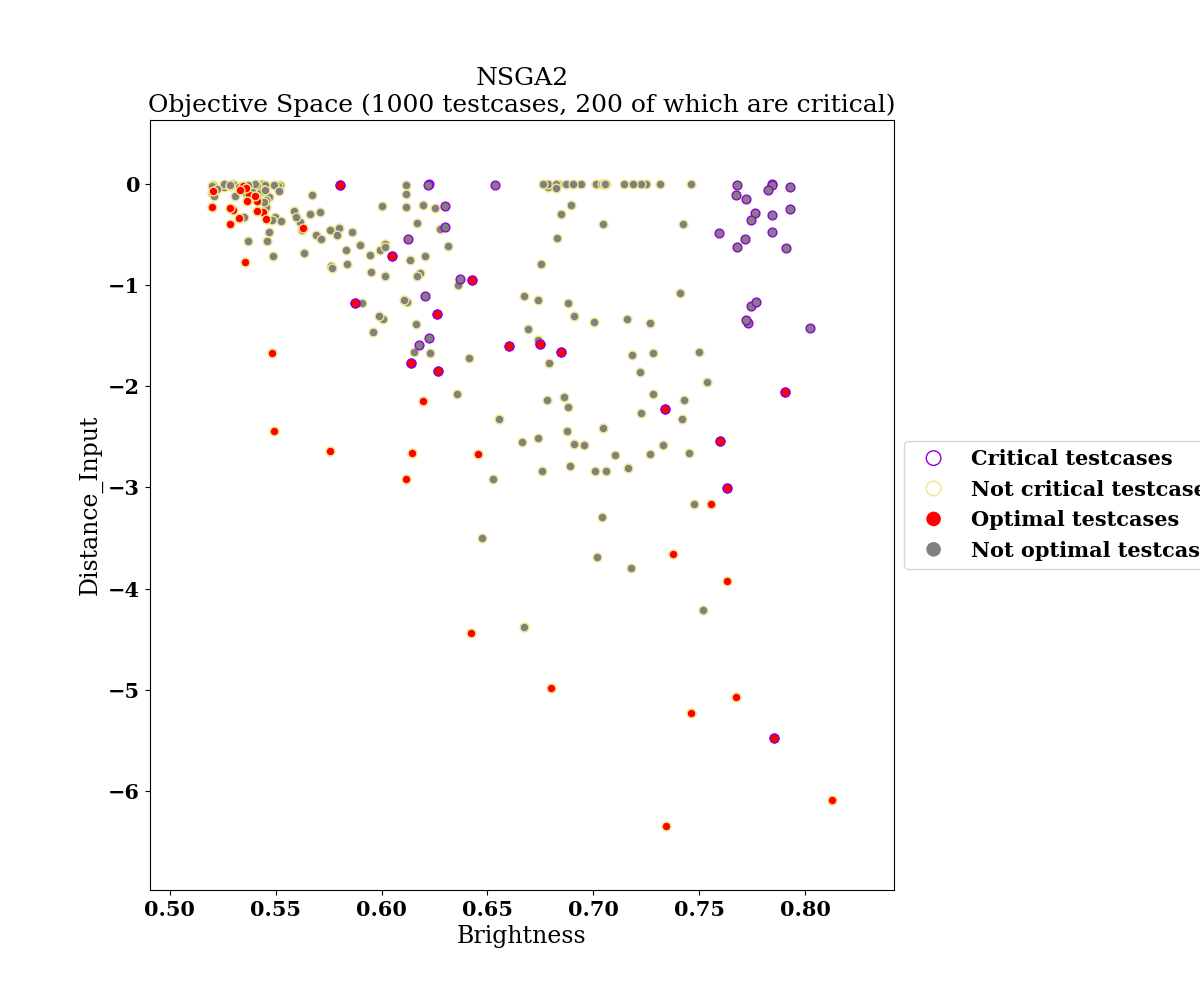 NSGA2
Objective Space (1000 testcases, 200 of which are critical)
0
−1
−2
−3
−4
−5
−6
Distance_Input
0.50 0.55 0.60 0.65 0.70 0.75 0.80
Brightness
Critical testcases
Not critical testcase
Optimal testcases
Not optimal testcas